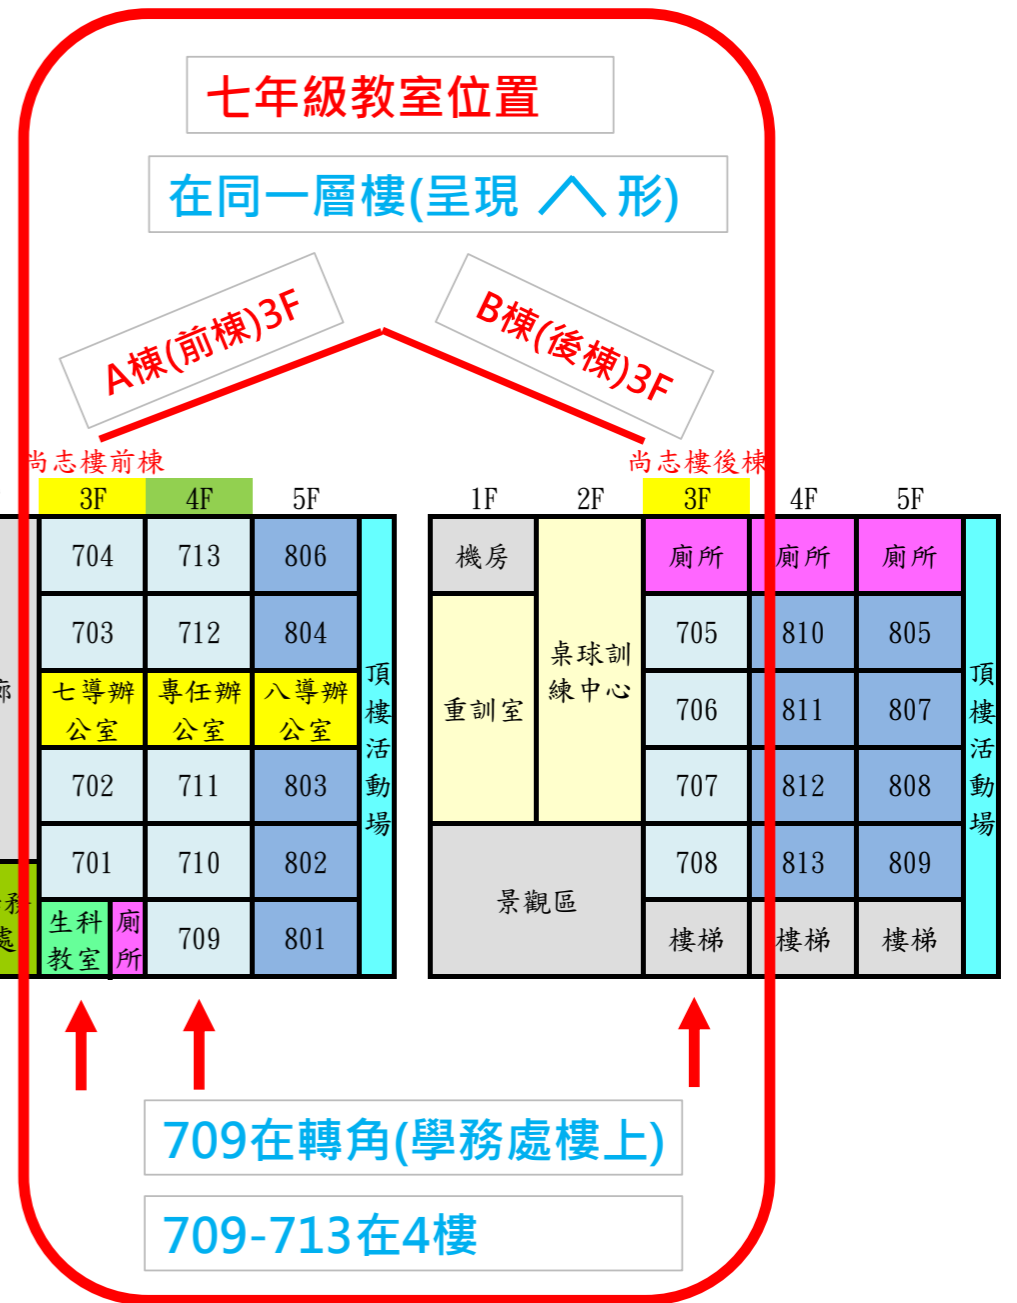 七年級教室位置
在同一層樓(呈現 ︿ 形)
A棟(前棟)3F
B棟(後棟)3F
尚志樓前棟
尚志樓後棟
3F 4F 5F 1F 2F 3F 4F 5F
704 713 806 機房 廁所 廁所 廁所
703 712 804 705 810 805
廊
七導辦
公室
專任辦
公室
八導辦
公室
頂
樓
活
動
場
重訓室
桌球訓
練中心
706 811 807
頂
樓
活
動
場
702 711 803 707 812 808
701 710 802 708 813 809
務
處
生科
教室
廁
所
709 801
景觀區
樓梯 樓梯 樓梯
709在轉角(學務處樓上)
709-713在4樓